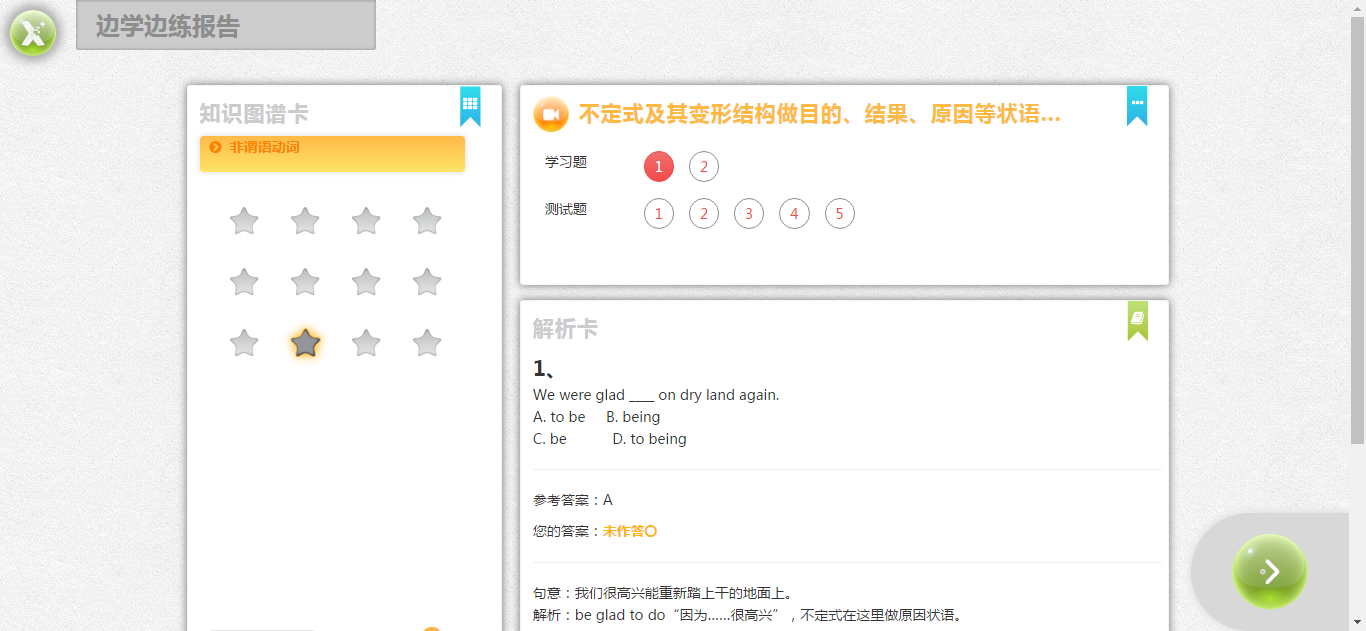 边学边练报告
知识图谱卡
非谓语动词
不定式及其变形结构做目的、结果、原因等状语...
学习题 1 2
测试题 1 2 3 4 5
解析卡
1、
We were glad ____ on dry land again.
A. to be B. being
C. be D. to being
参考答案：A
您的答案：未作答
句意：我们很高兴能重新踏上干的地面上。
解析：be glad to do“因为......很高兴”，不定式在这里做原因状语。